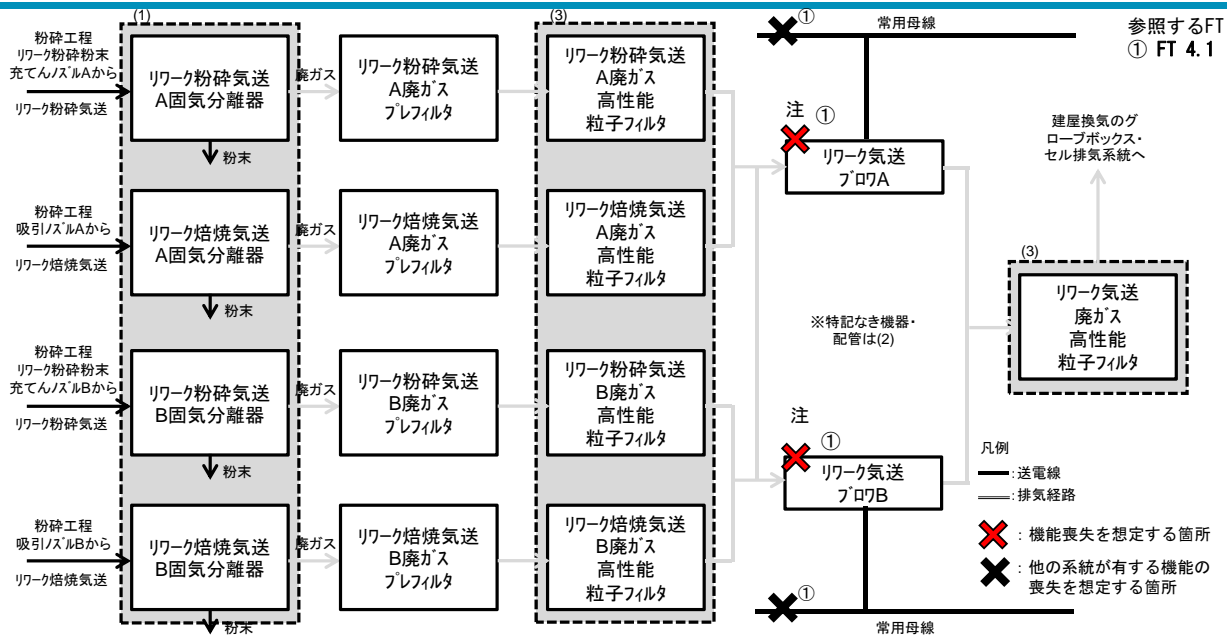 参照するFT
① FT 4.1
(1)
(3)
①
常用母線
粉砕工程
リワーク粉砕粉末
充てんノズルAから
リワーク粉砕気送
リワーク粉砕気送
A固気分離器
粉末
廃ガス
リワーク粉砕気送
A廃ガス
プレフィルタ
リワーク粉砕気送
A廃ガス
高性能
粒子フィルタ
注
①
リワーク気送
ブロワA
建屋換気のグ
ローブボックス・
セル排気系統へ
粉砕工程
吸引ノズルAから
リワーク焙焼気送
リワーク焙焼気送
A固気分離器
粉末
廃ガス
リワーク焙焼気送
A廃ガス
プレフィルタ
リワーク焙焼気送
A廃ガス
高性能
粒子フィルタ
※特記なき機器・
配管は(2)
(3)
リワーク気送
廃ガス
高性能
粒子フィルタ
粉砕工程
リワーク粉砕粉末
充てんノズルBから
リワーク粉砕気送
リワーク粉砕気送
B固気分離器
粉末
廃ガス
リワーク粉砕気送
B廃ガス
プレフィルタ
リワーク粉砕気送
B廃ガス
高性能
粒子フィルタ
注
①
リワーク気送
ブロワB
粉砕工程
吸引ノズルBから
リワーク焙焼気送
リワーク焙焼気送
B固気分離器
粉末
廃ガス
リワーク焙焼気送
B廃ガス
プレフィルタ
リワーク焙焼気送
B廃ガス
高性能
粒子フィルタ
①
常用母線
凡例
:送電線
:排気経路
: 機能喪失を想定する箇所
: 他の系統が有する機能の
喪失を想定する箇所